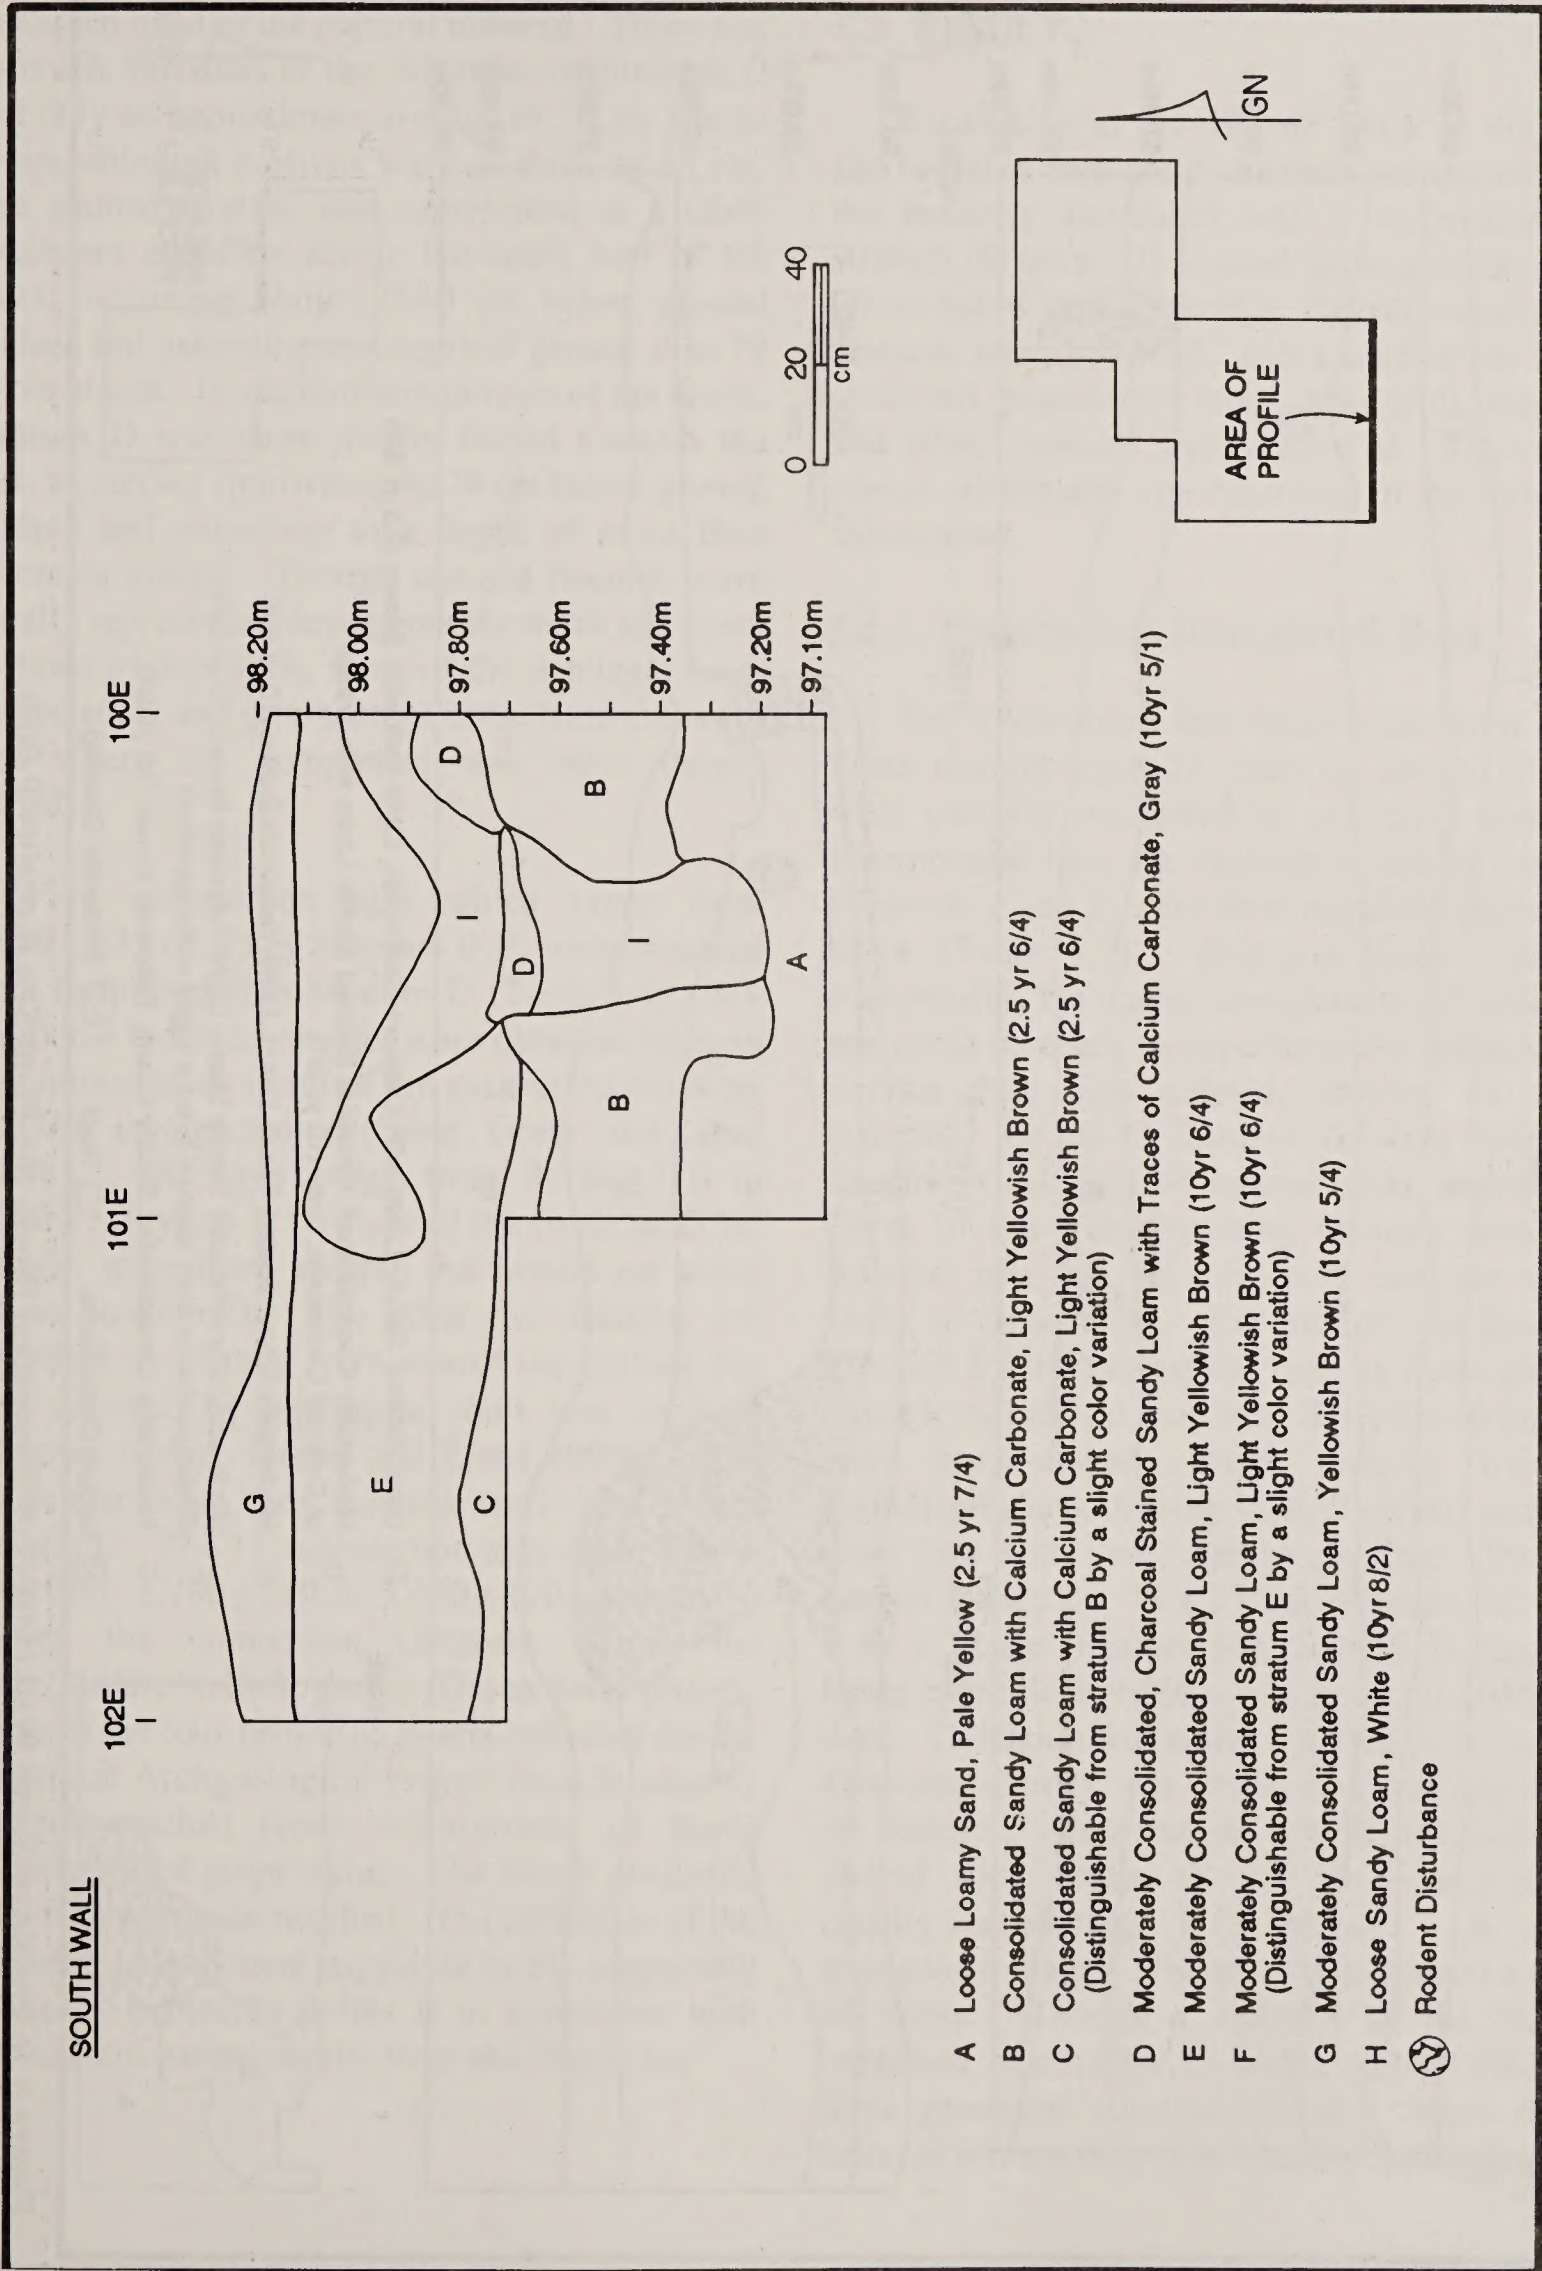 SOUTH WALL
102E
101E
100E
98.20m
98.00m
97.80m
97.60m
97.40m
97.20m
97.10m
G
E
C
I
D
D
B
I
B
A
0 20 40
cm
GN
AREA OF
PROFILE
A Loose Loamy Sand, Pale Yellow (2.5 yr 7/4)
B Consolidated Sandy Loam with Calcium Carbonate, Light Yellowish Brown (2.5 yr 6/4)
C Consolidated Sandy Loam with Calcium Carbonate, Light Yellowish Brown (2.5 yr 6/4)
(Distinguishable from stratum B by a slight color variation)
D Moderately Consolidated, Charcoal Stained Sandy Loam with Traces of Calcium Carbonate, Gray (10yr 5/1)
E Moderately Consolidated Sandy Loam, Light Yellowish Brown (10yr 6/4)
F Moderately Consolidated Sandy Loam, Light Yellowish Brown (10yr 6/4)
(Distinguishable from stratum E by a slight color variation)
G Moderately Consolidated Sandy Loam, Yellowish Brown (10yr 5/4)
H Loose Sandy Loam, White (10yr 8/2)
Rodent Disturbance